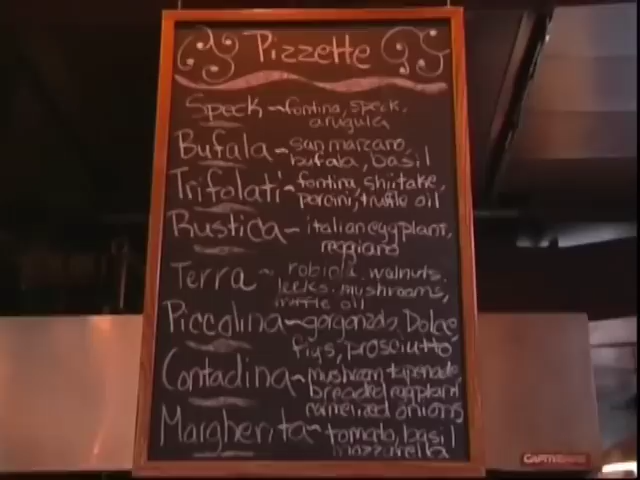 Pizzette
Speck ~ fontina, speck,
arugula
Bufala ~ san marzano,
bufala, basil
Trifolati ~ fontina, shiitake,
porcini, truffle oil
Rustica ~ italian eggplant,
reggiano
Terra ~ robiola, walnuts,
leeks, mushrooms,
truffle oil
Piccolina ~ gorgonzola Dolce,
figs, prosciutto
Contadina ~ mushroom tapenade,
breaded eggplant
carmelized onions
Margherita ~ tomato, basil
mozzarella